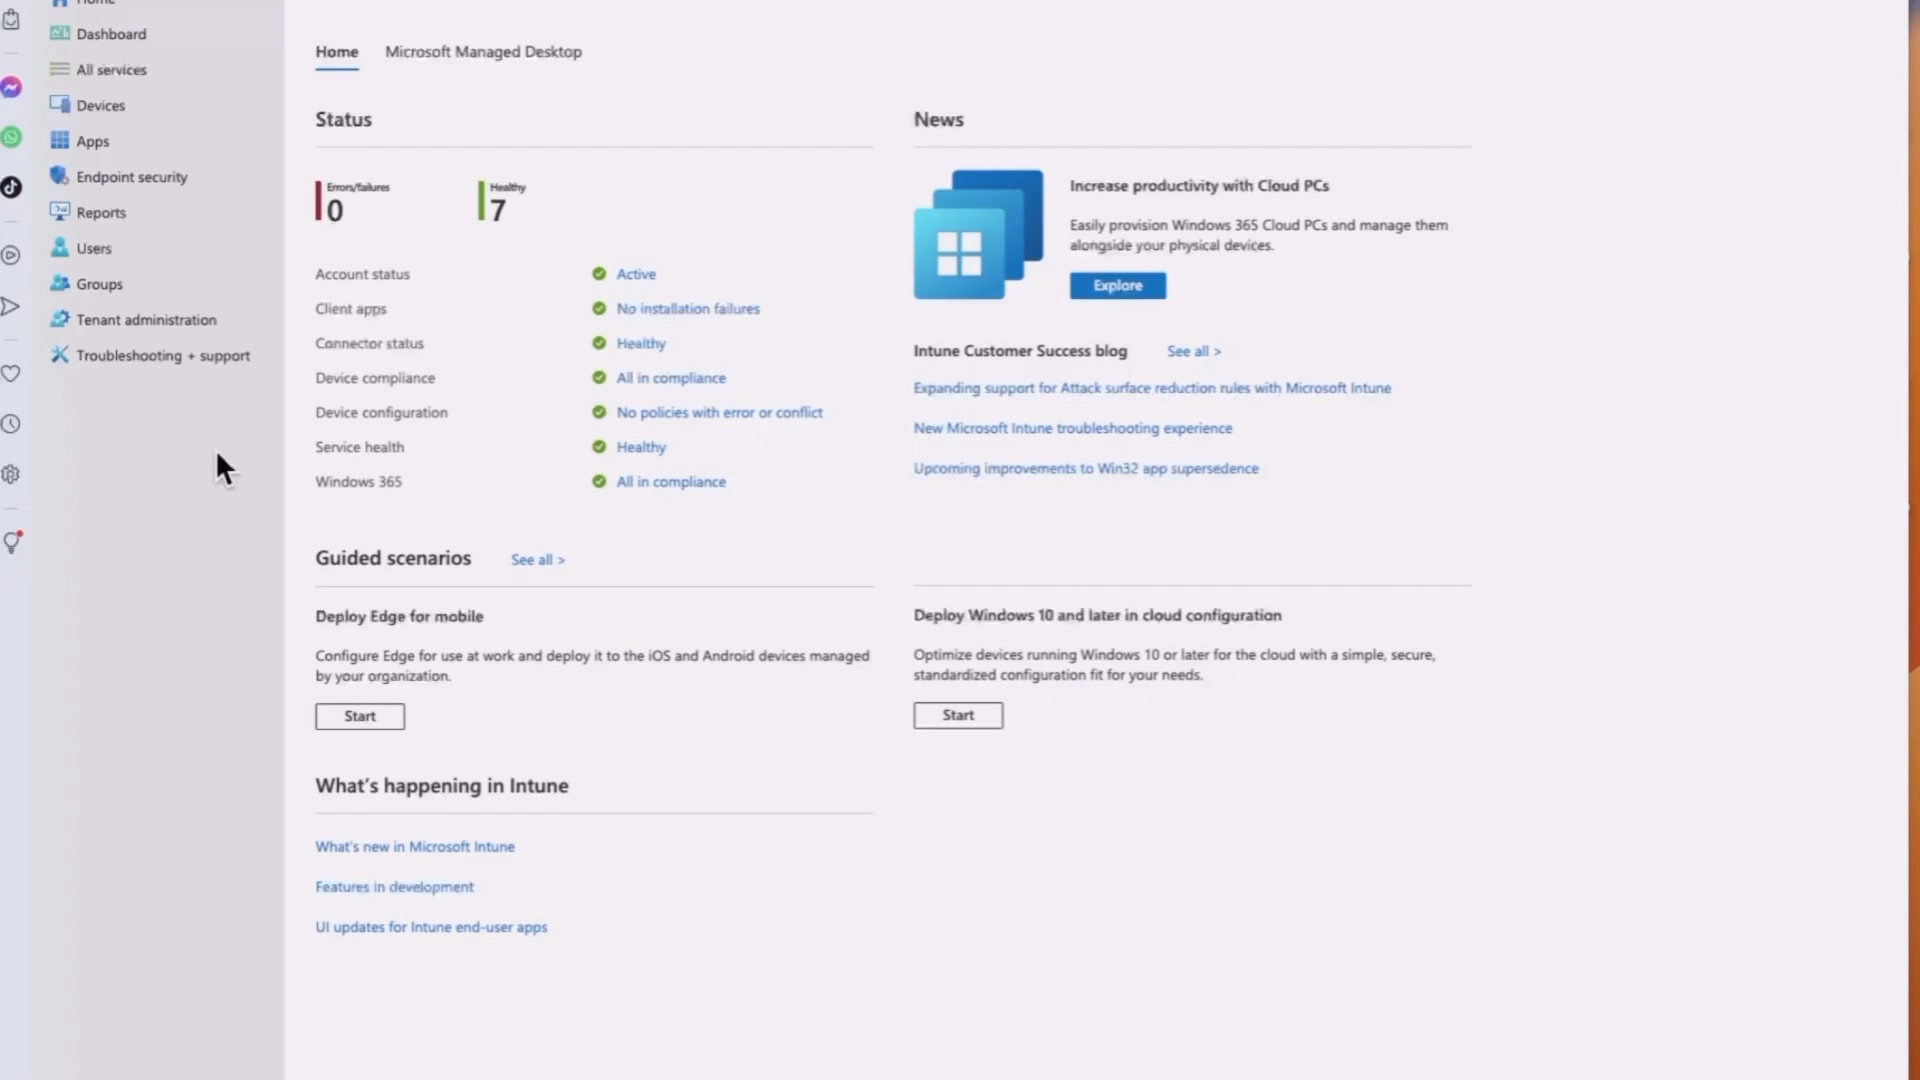 Home
Dashboard
All services
Devices
Apps
Endpoint security
Reports
Users
Groups
Tenant administration
Troubleshooting + support
Home
Microsoft Managed Desktop
Status
Errors/failures
0
Healthy
7
Account status
Active
Client apps
No installation failures
Connector status
Healthy
Device compliance
All in compliance
Device configuration
No policies with error or conflict
Service health
Healthy
Windows 365
All in compliance
News
Increase productivity with Cloud PCs
Easily provision Windows 365 Cloud PCs and manage them
alongside your physical devices.
Explore
Intune Customer Success blog
See all >
Expanding support for Attack surface reduction rules with Microsoft Intune
New Microsoft Intune troubleshooting experience
Upcoming improvements to Win32 app supersedence
Guided scenarios
See all >
Deploy Edge for mobile
Configure Edge for use at work and deploy it to the iOS and Android devices managed
by your organization.
Start
Deploy Windows 10 and later in cloud configuration
Optimize devices running Windows 10 or later for the cloud with a simple, secure,
standardized configuration fit for your needs.
Start
What's happening in Intune
What's new in Microsoft Intune
Features in development
UI updates for Intune end-user apps